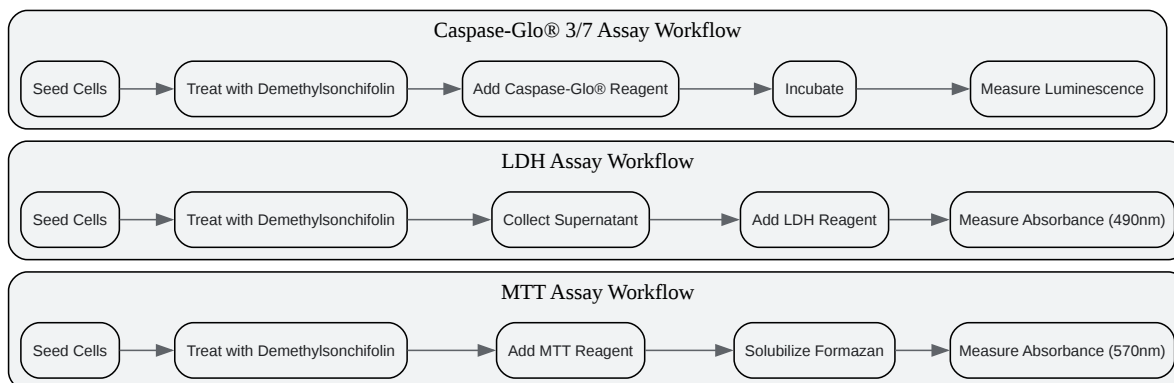 Caspase-Glo® 3/7 Assay Workflow
Seed Cells
Treat with Demethylsonchifolin
Add Caspase-Glo® Reagent
Incubate
Measure Luminescence
LDH Assay Workflow
Seed Cells
Treat with Demethylsonchifolin
Collect Supernatant
Add LDH Reagent
Measure Absorbance (490nm)
MTT Assay Workflow
Seed Cells
Treat with Demethylsonchifolin
Add MTT Reagent
Solubilize Formazan
Measure Absorbance (570nm)